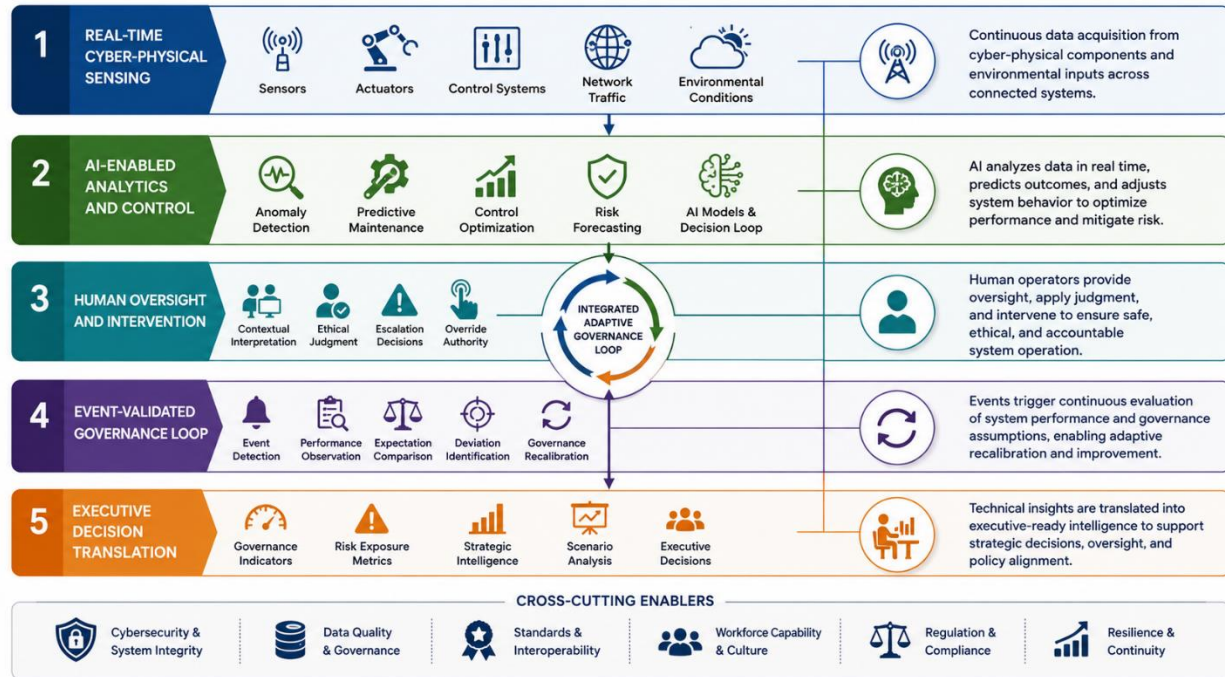 1
REAL-TIME
CYBER-PHYSICAL
SENSING
Sensors
Actuators
Control Systems
Network
Traffic
Environmental
Conditions
Continuous data acquisition from
cyber-physical components and
environmental inputs across
connected systems.
2
AI-ENABLED
ANALYTICS
AND CONTROL
Anomaly
Detection
Predictive
Maintenance
Control
Optimization
Risk
Forecasting
AI Models &
Decision Loop
AI analyzes data in real time,
predicts outcomes, and adjusts
system behavior to optimize
performance and mitigate risk.
3
HUMAN OVERSIGHT
AND INTERVENTION
Contextual
Interpretation
Ethical
Judgment
Escalation
Decisions
Override
Authority
INTEGRATED
ADAPTIVE
GOVERNANCE
LOOP
Human operators provide
oversight, apply judgment,
and intervene to ensure safe,
ethical, and accountable
system operation.
4
EVENT-VALIDATED
GOVERNANCE LOOP
Event
Detection
Performance
Observation
Expectation
Comparison
Deviation
Identification
Governance
Recalibration
Events trigger continuous evaluation
of system performance and governance
assumptions, enabling adaptive
recalibration and improvement.
5
EXECUTIVE
DECISION
TRANSLATION
Governance
Indicators
Risk Exposure
Metrics
Strategic
Intelligence
Scenario
Analysis
Executive
Decisions
Technical insights are translated into
executive-ready intelligence to support
strategic decisions, oversight, and
policy alignment.
CROSS-CUTTING ENABLERS
Cybersecurity &
System Integrity
Data Quality
& Governance
Standards &
Interoperability
Workforce Capability
& Culture
Regulation &
Compliance
Resilience &
Continuity